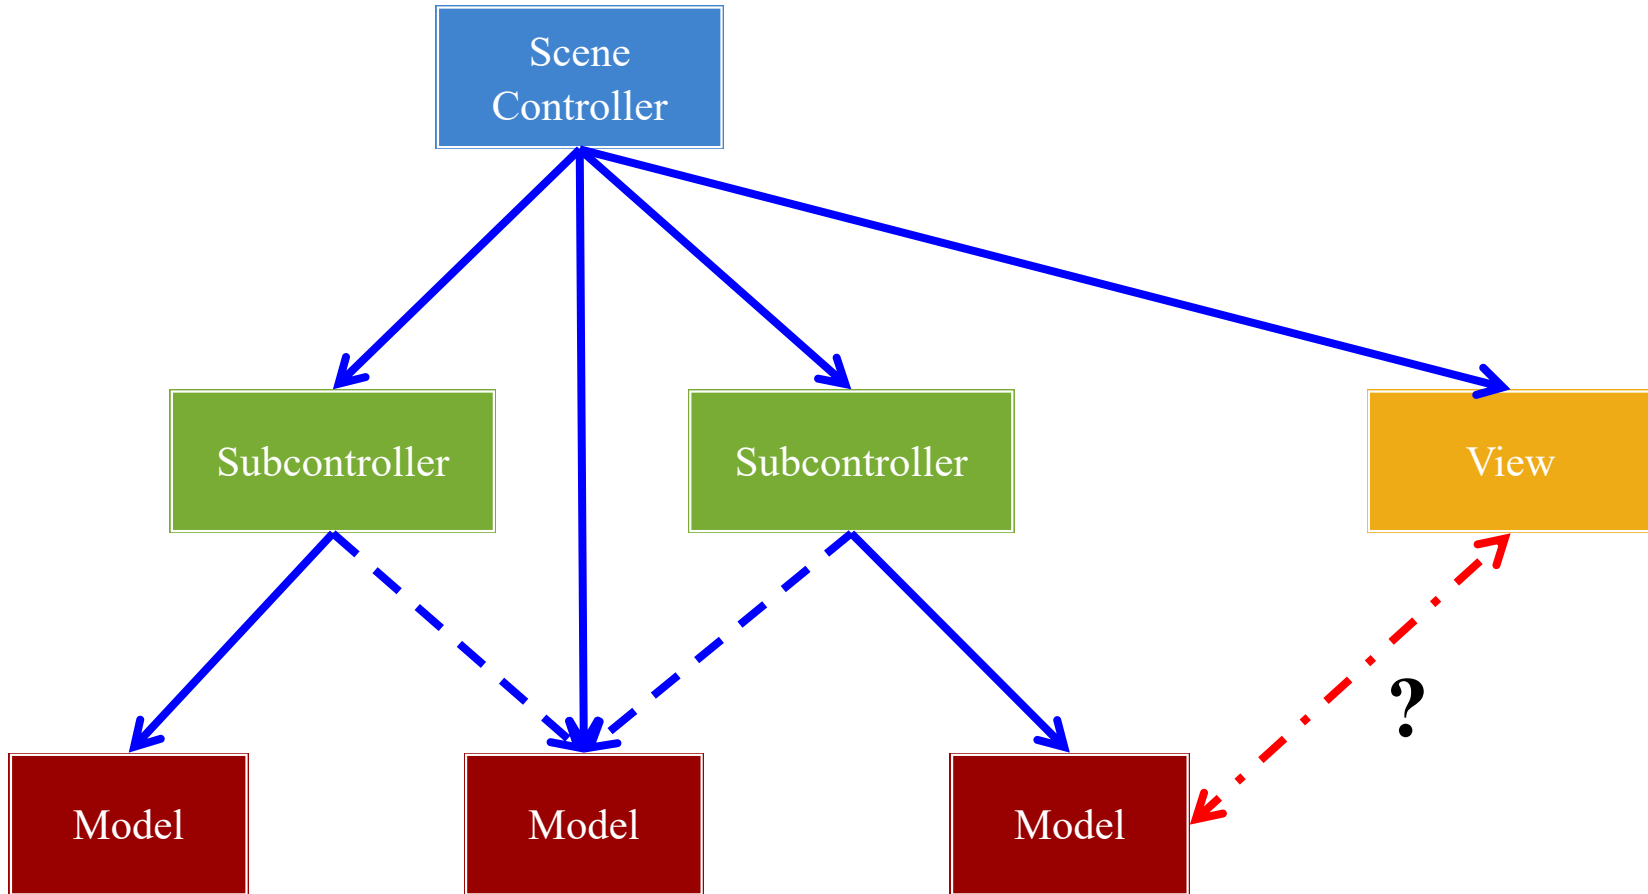 Scene
Controller
Subcontroller
Subcontroller
View
?
Model
Model
Model